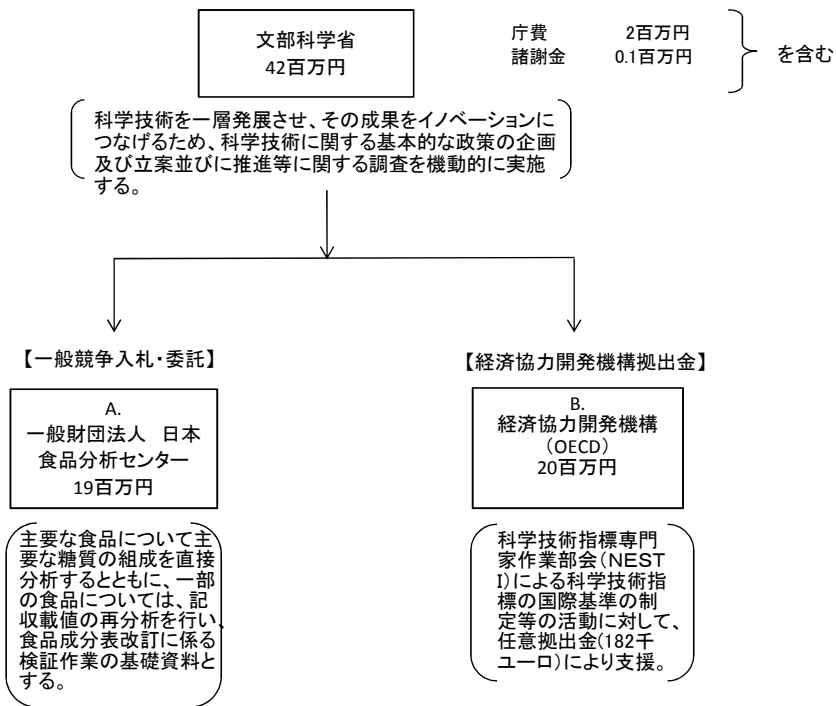 文部科学省
42百万円
庁費 2百万円
諸謝金 0.1百万円
を含む
科学技術を一層発展させ、その成果をイノベーションに
つなげるため、科学技術に関する基本的な政策の企画
及び立案並びに推進等に関する調査を機動的に実施
する。
【一般競争入札・委託】
A.
一般財団法人 日本
食品分析センター
19百万円
主要な食品について主
要な糖質の組成を直接
分析するとともに、一部
の食品については、記
収載値の再分析を行い、
食品成分表改訂に係る
検証作業の基礎資料と
する。
【経済協力開発機構拠出金】
B.
経済協力開発機構
(OECD)
20百万円
科学技術指標専門
家作業部会(NEST
I)による科学技術指
標の国際基準の制
定等の活動に対して、
任意拠出金(182千
ユーロ)により支援。